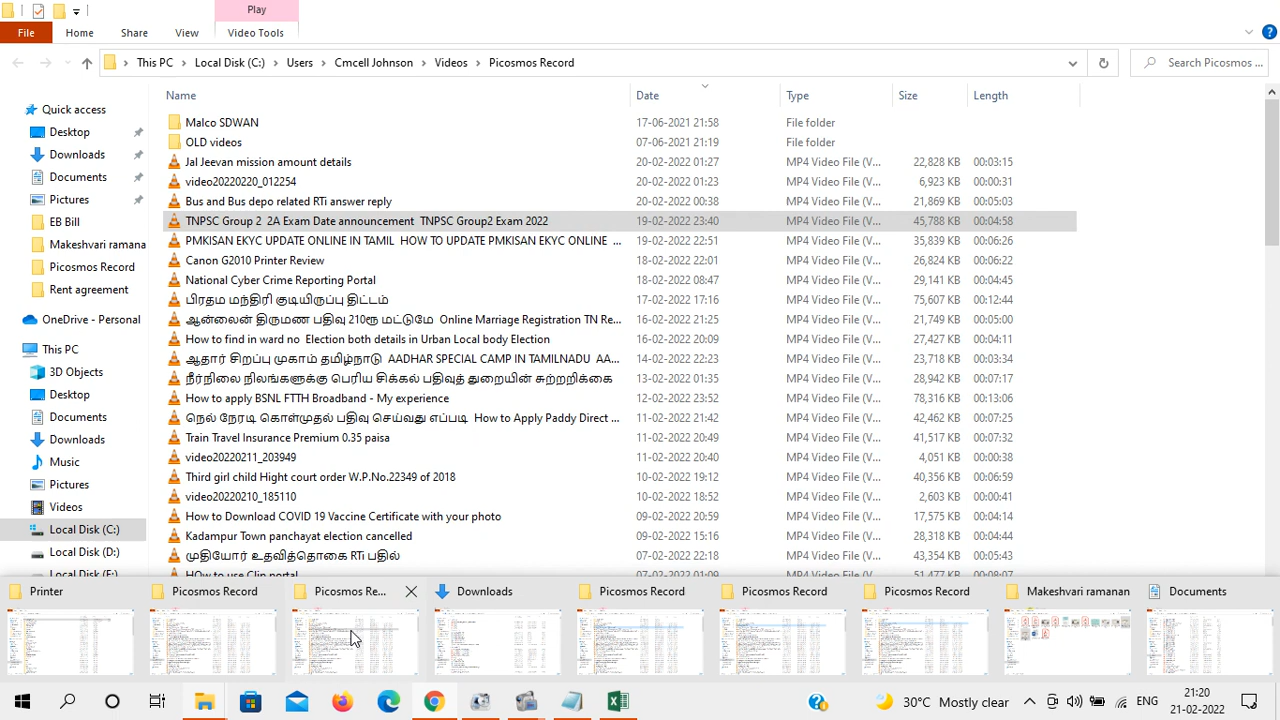 Play
File Home Share View Video Tools
This PC Local Disk (C:) Users Cmcell Johnson Videos Picosmos Record Search Picosmos ...
Name Date Type Size Length
Quick access
Desktop
Downloads
Documents
Pictures
EB Bill
Makeshvari ramana
Picosmos Record
Rent agreement
OneDrive - Personal
This PC
3D Objects
Desktop
Documents
Downloads
Music
Pictures
Videos
Local Disk (C:)
Local Disk (D:)
Malco SDWAN 17-06-2021 21:58 File folder
OLD videos 07-06-2021 21:19 File folder
Jal Jeevan mission amount details 20-02-2022 01:27 MP4 Video File (V... 22,828 KB 00:03:15
video20220220_012254 20-02-2022 01:23 MP4 Video File (V... 6,923 KB 00:00:31
Bus and Bus depo related RTi answer reply 20-02-2022 00:38 MP4 Video File (V... 21,869 KB 00:05:03
TNPSC Group 2 2A Exam Date announcement TNPSC Group2 Exam 2022 19-02-2022 23:40 MP4 Video File (V... 45,788 KB 00:04:58
PMKISAN EKYC UPDATE ONLINE IN TAMIL HOW TO UPDATE PMKISAN EKYC ONLINE ... 19-02-2022 22:51 MP4 Video File (V... 35,839 KB 00:06:26
Canon G2010 Printer Review 18-02-2022 22:01 MP4 Video File (V... 26,824 KB 00:06:22
National Cyber Crime Reporting Portal 18-02-2022 08:47 MP4 Video File (V... 29,141 KB 00:04:45
பிரதம மந்திரி குடியிருப்பு திட்டம் 17-02-2022 17:16 MP4 Video File (V... 75,607 KB 00:12:44
ஆன்லைன் திருமண பதிவு 210ரூ மட்டுமே Online Marriage Registration TN Re... 16-02-2022 21:25 MP4 Video File (V... 21,749 KB 00:05:00
How to find in ward no Election both details in Urban Local body Election 16-02-2022 20:09 MP4 Video File (V... 27,427 KB 00:04:11
ஆதார் சிறப்பு முகாம் தமிழ்நாடு AADHAR SPECIAL CAMP IN TAMILNADU AA... 14-02-2022 22:23 MP4 Video File (V... 23,718 KB 00:03:34
நீர்நிலை நிலங்களுக்கு பெரிய சிக்கல் பதிவுத் துறையின் சுற்றறிக்கை 13-02-2022 01:35 MP4 Video File (V... 28,942 KB 00:07:17
How to apply BSNL FTTH Broadband - My experience 12-02-2022 23:52 MP4 Video File (V... 78,316 KB 00:13:06
நெல் நேரடி கொள்முதல் பதிவு செய்வது எப்படி How to Apply Paddy Direct ... 11-02-2022 21:42 MP4 Video File (V... 42,462 KB 00:07:25
Train Travel Insurance Premium 0.35 paisa 11-02-2022 20:49 MP4 Video File (V... 41,517 KB 00:07:32
video20220211_203949 11-02-2022 20:40 MP4 Video File (V... 4,051 KB 00:00:38
Third girl child Hight court order W.P.No.22349 of 2018 10-02-2022 19:12 MP4 Video File (V... 40,356 KB 00:06:59
video20220210_185110 10-02-2022 18:52 MP4 Video File (V... 2,603 KB 00:00:41
How to Download COVID 19 Vaccine Certificate with your photo 09-02-2022 20:59 MP4 Video File (V... 17,575 KB 00:04:14
Kadampur Town panchayat election cancelled 09-02-2022 15:16 MP4 Video File (V... 28,318 KB 00:04:44
முதியோர் உதவித்தொகை RTi பதில் 07-02-2022 22:18 MP4 Video File (V... 43,354 KB 00:05:43
Printer Picosmos Record Picosmos Re... Downloads Picosmos Record Picosmos Record Picosmos Record Makeshvari ramanan Documents
30°C Mostly clear ENG 21:20
21-02-2022